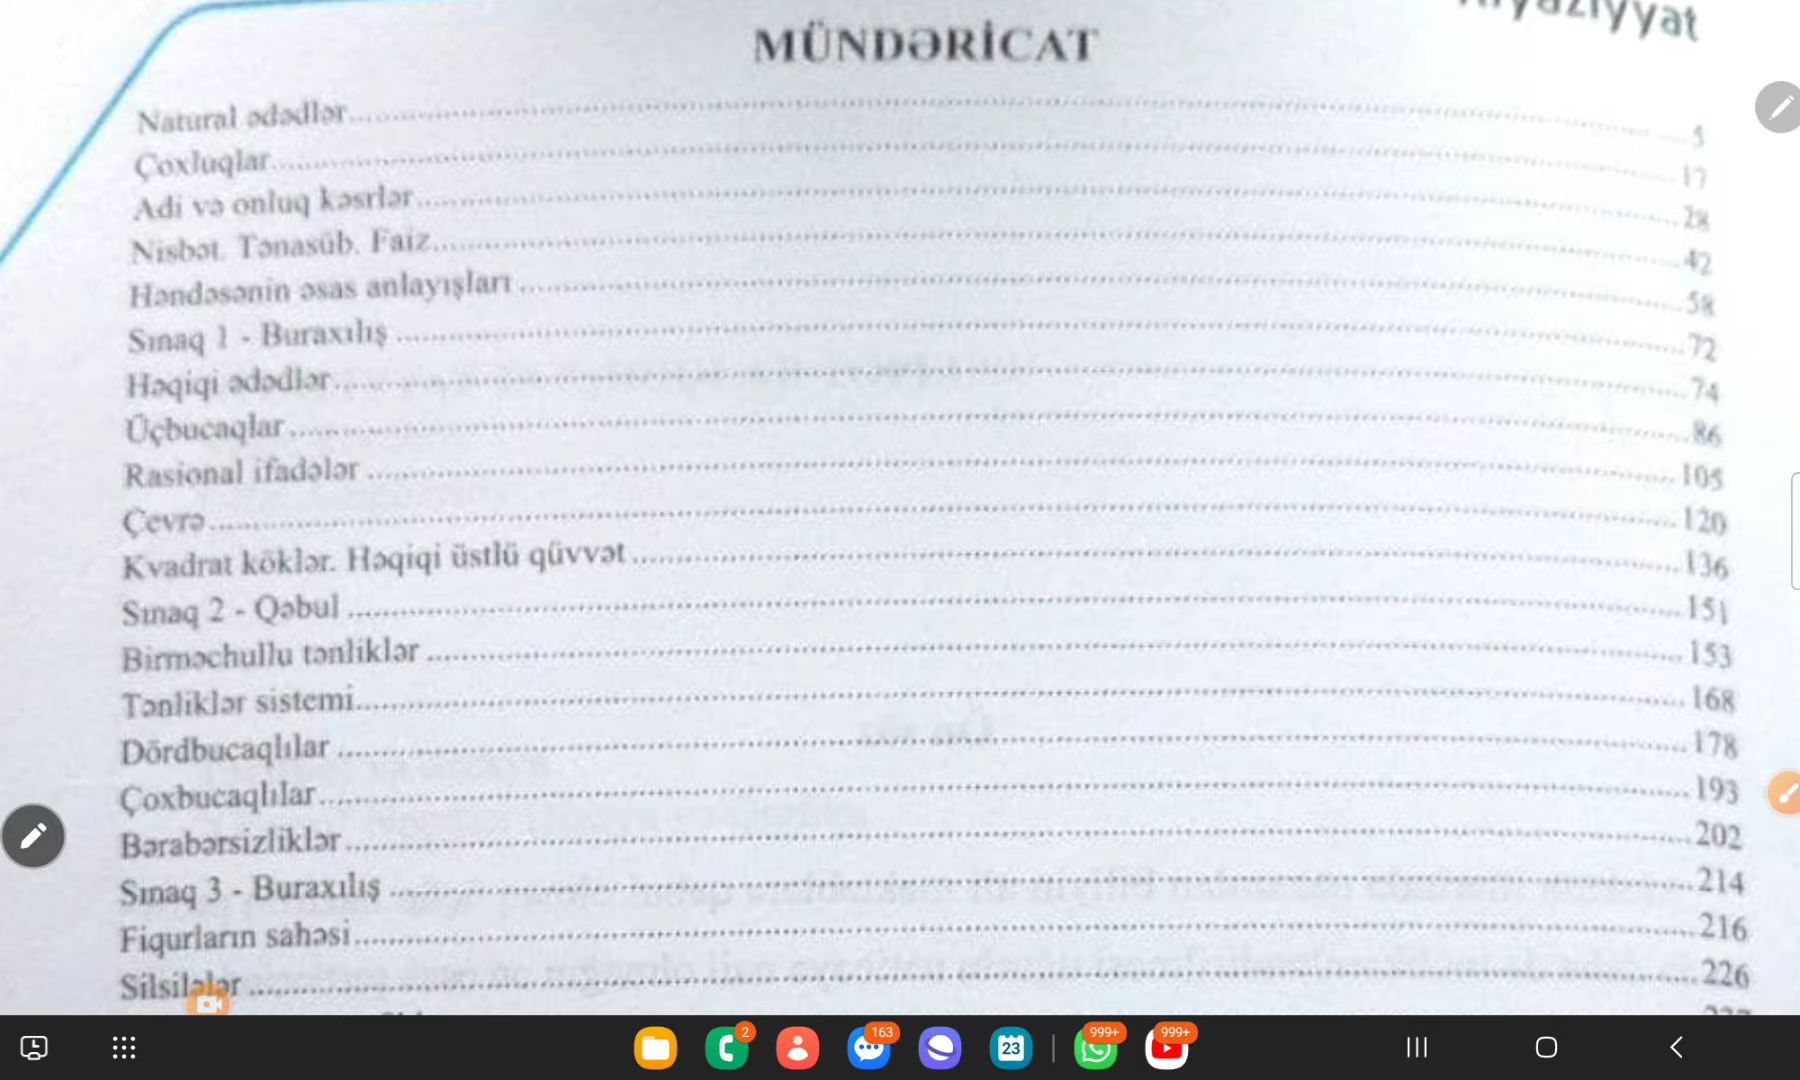 MÜNDƏRİCAT
Natural ədədlər 5
Çoxluqlar 17
Adi və onluq kəsrlər 28
Nisbət. Tənasüb. Faiz 42
Həndəsənin əsas anlayışları 58
Sınaq 1 - Buraxılış 72
Həqiqi ədədlər 74
Üçbucaqlar 86
Rasional ifadələr 105
Çevrə 120
Kvadrat köklər. Həqiqi üstlü qüvvət 136
Sınaq 2 - Qəbul 151
Birməchullu tənliklər 153
Tənliklər sistemi 168
Dördbucaqlılar 178
Çoxbucaqlılar 193
Bərabərsizliklər 202
Sınaq 3 - Buraxılış 214
Fiqurların sahəsi 216
Silsilələr 226
2
163
23
999+
999+